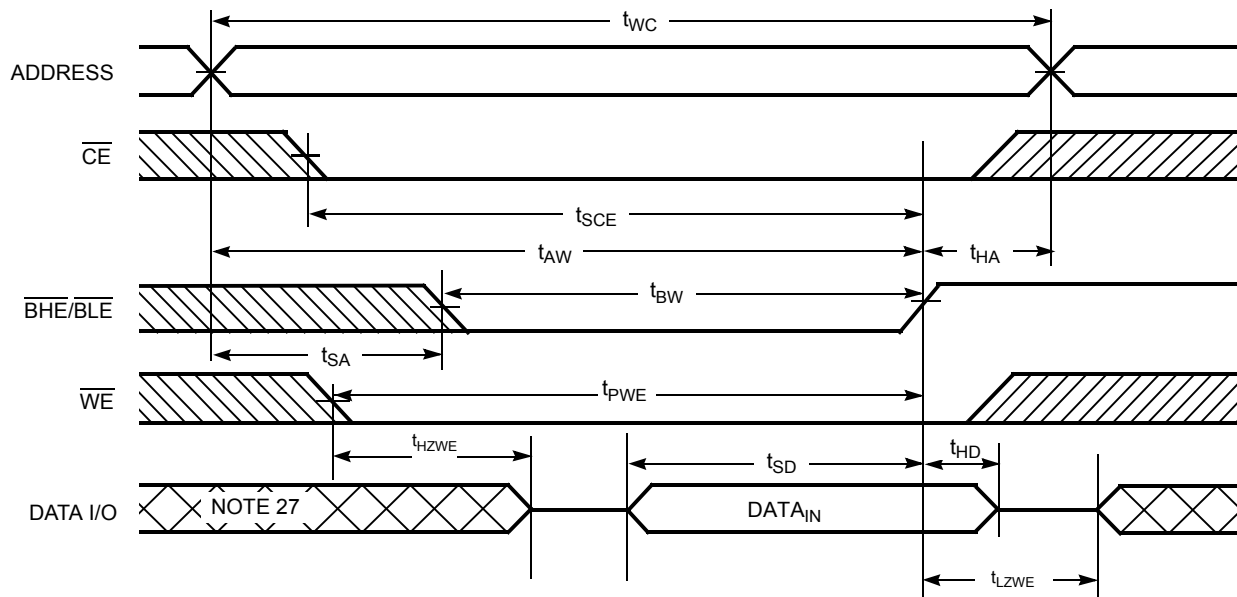 tWC
ADDRESS
CE
tSCE
tAW
tHA
BHE/BLE
tBW
tSA
WE
tPWE
tHZWE
tSD
tHD
DATA I/O
NOTE 27
DATAIN
tLZWE